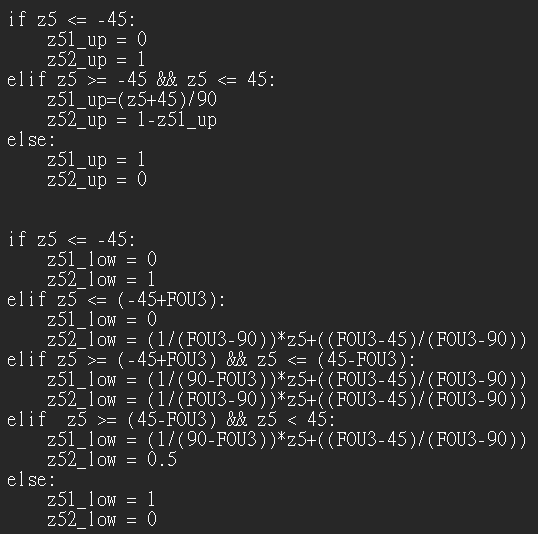 if z5 <= -45:
    z51_up = 0
    z52_up = 1
elif z5 >= -45 && z5 <= 45:
    z51_up=(z5+45)/90
    z52_up = 1-z51_up
else:
    z51_up = 1
    z52_up = 0

if z5 <= -45:
    z51_low = 0
    z52_low = 1
elif z5 <= (-45+FOU3):
    z51_low = 0
    z52_low = (1/(FOU3-90))*z5+((FOU3-45)/(FOU3-90))
elif z5 >= (-45+FOU3) && z5 <= (45-FOU3):
    z51_low = (1/(90-FOU3))*z5+((FOU3-45)/(FOU3-90))
    z52_low = (1/(FOU3-90))*z5+((FOU3-45)/(FOU3-90))
elif  z5 >= (45-FOU3) && z5 < 45:
    z51_low = (1/(90-FOU3))*z5+((FOU3-45)/(FOU3-90))
    z52_low = 0.5
else:
    z51_low = 1
    z52_low = 0